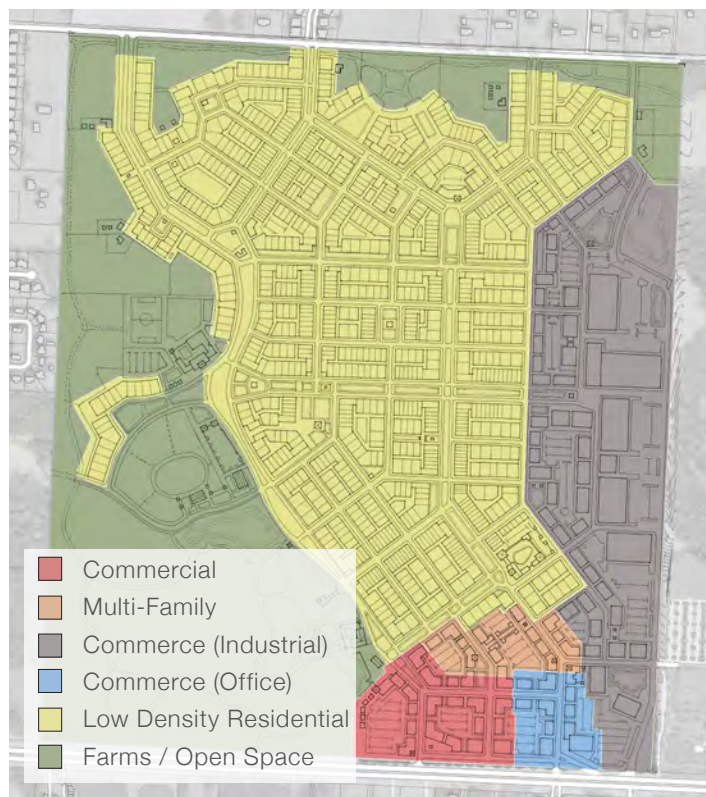 Commercial
Multi-Family
Commerce (Industrial)
Commerce (Office)
Low Density Residential
Farms / Open Space